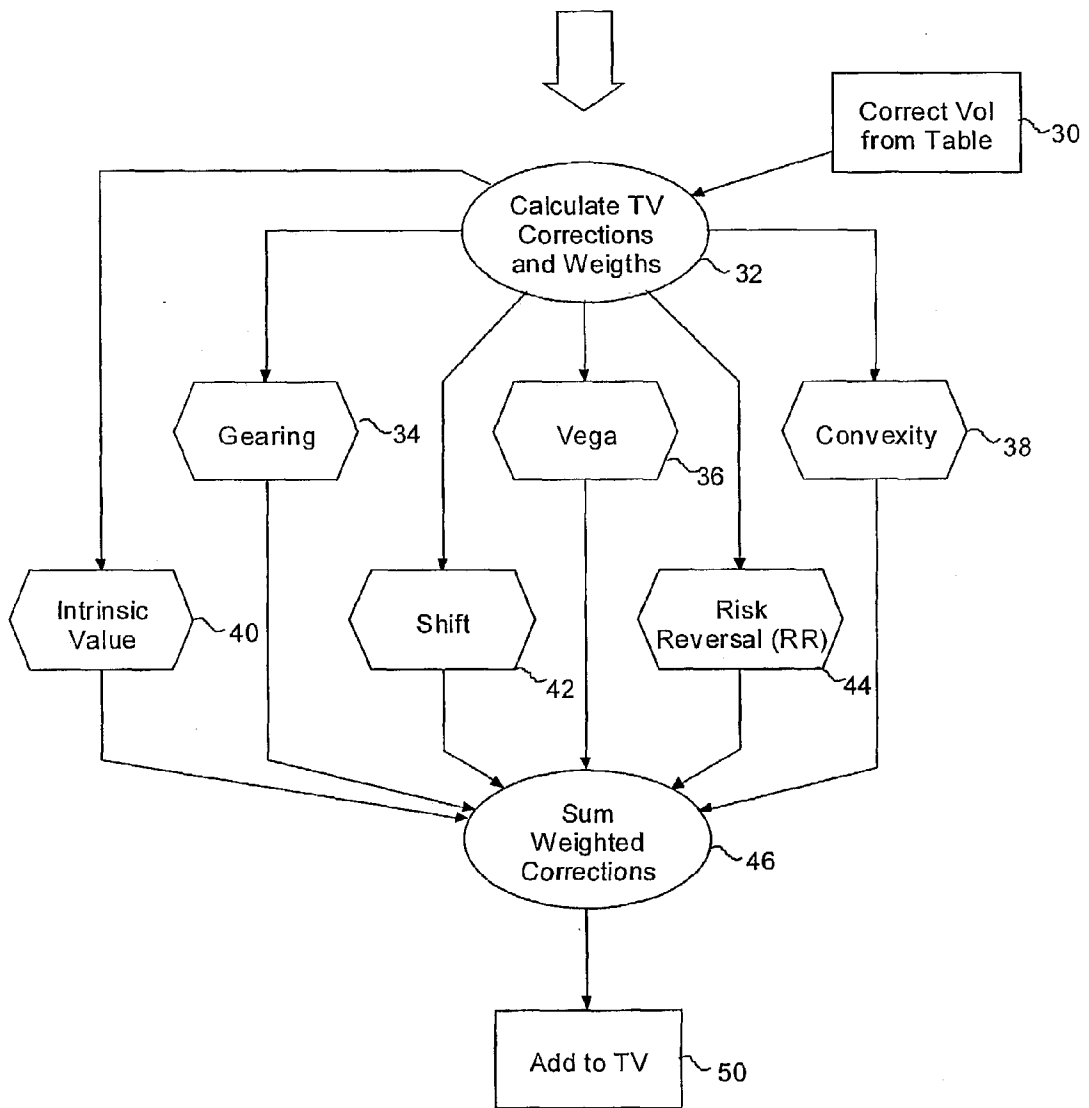 Correct Vol
from Table
30
Calculate TV
Corrections
and Weigths
32
Gearing
34
Vega
36
Convexity
38
Intrinsic
Value
40
Shift
42
Risk
Reversal (RR)
44
Sum
Weighted
Corrections
46
Add to TV
50